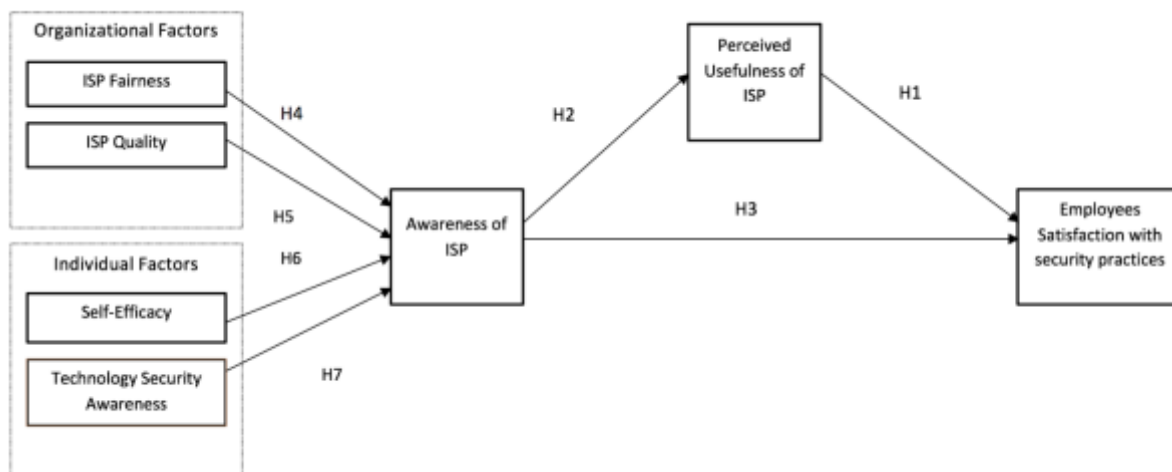 Organizational Factors
ISP Fairness
ISP Quality
H4
H5
Individual Factors
Self-Efficacy
Technology Security
Awareness
H6
H7
Awareness of
ISP
H2
Perceived
Usefulness of
ISP
H1
H3
Employees
Satisfaction with
security practices